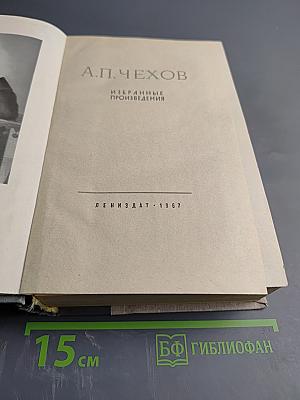 А.П.ЧЕХОВ
ИЗБРАННЫЕ
ПРОИЗВЕДЕНИЯ
ЛЕНИЗДАТ · 1967
15 см
БФ ГИБЛИОФАН